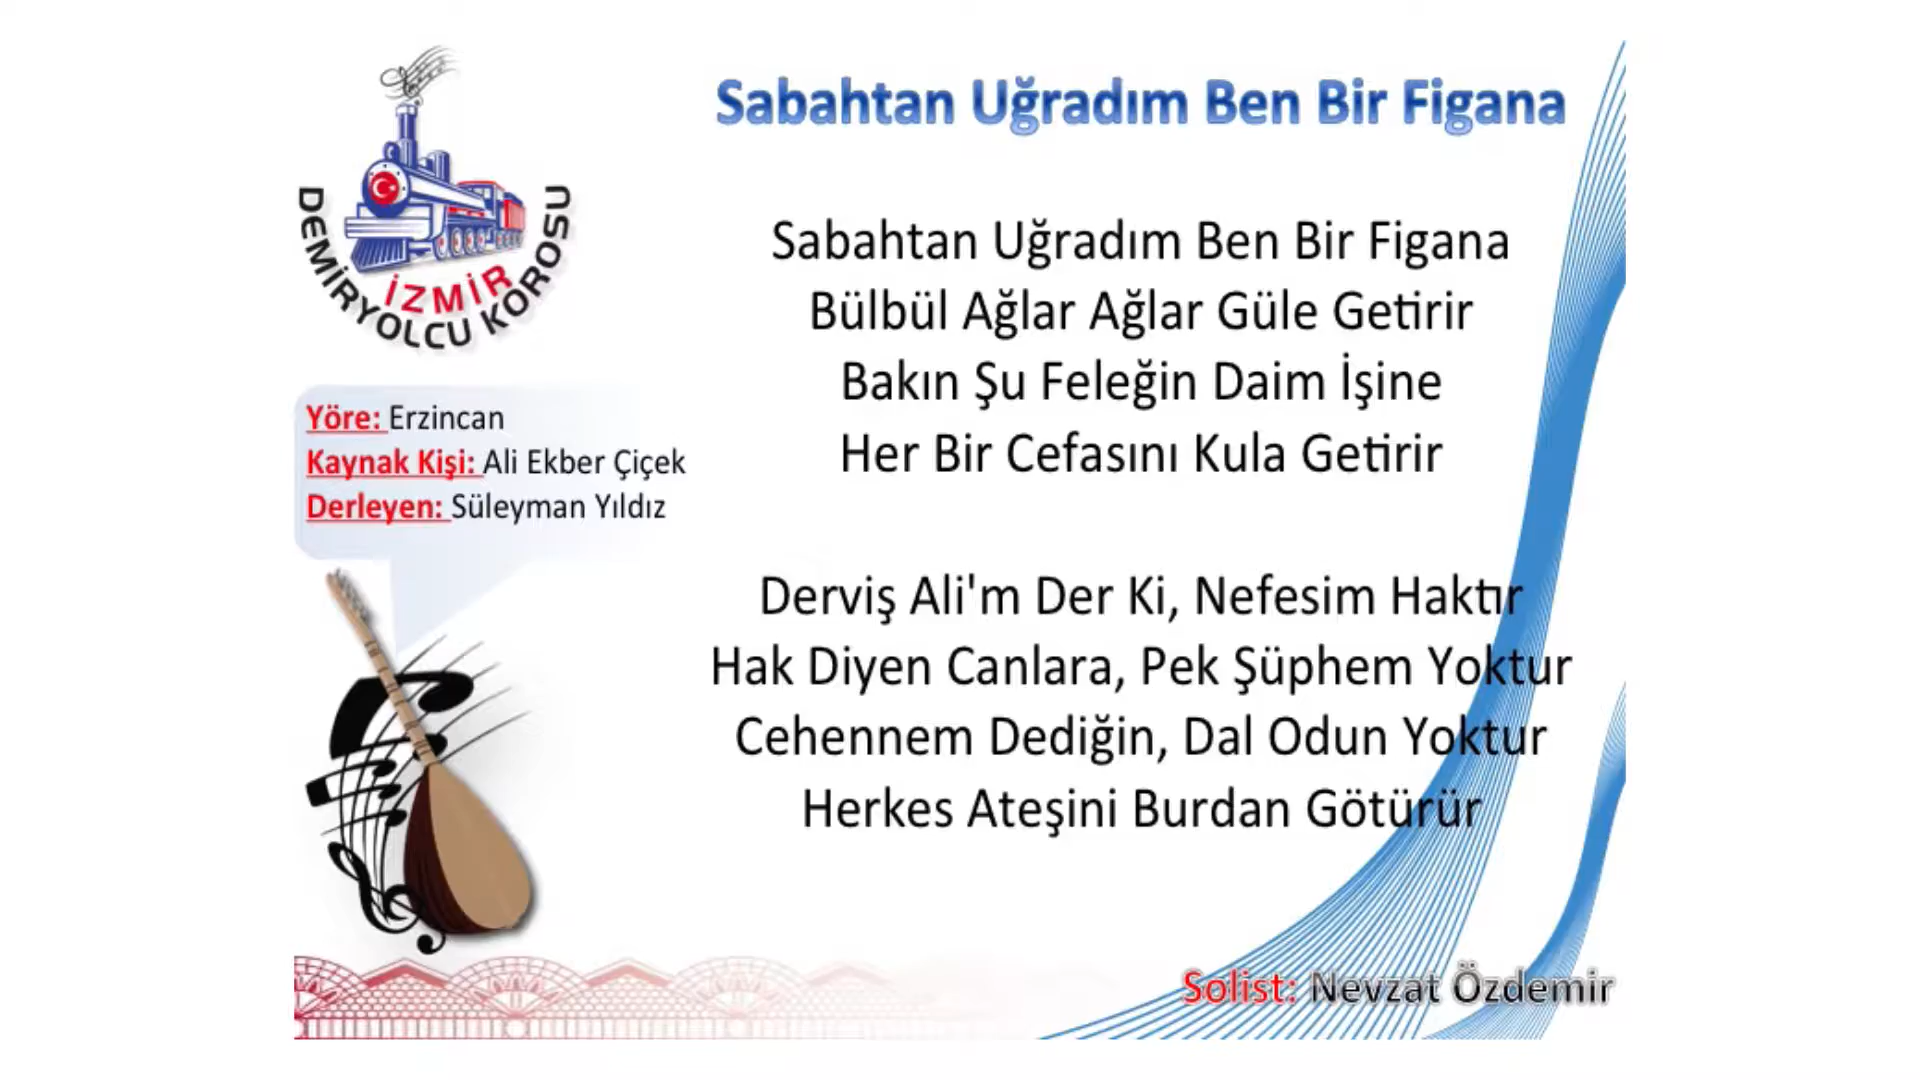 İZMİR
DEMİRYOLCU KOROSU
Sabahtan Uğradım Ben Bir Figana
Yöre: Erzincan
Kaynak Kişi: Ali Ekber Çiçek
Derleyen: Süleyman Yıldız
Sabahtan Uğradım Ben Bir Figana
Bülbül Ağlar Ağlar Güle Getirir
Bakın Şu Feleğin Daim İşine
Her Bir Cefasını Kula Getirir
Derviş Ali'm Der Ki, Nefesim Haktır
Hak Diyen Canlara, Pek Şüphem Yoktur
Cehennem Dediğin, Dal Odun Yoktur
Herkes Ateşini Burdan Götürür
Solist: Nevzat Özdemir